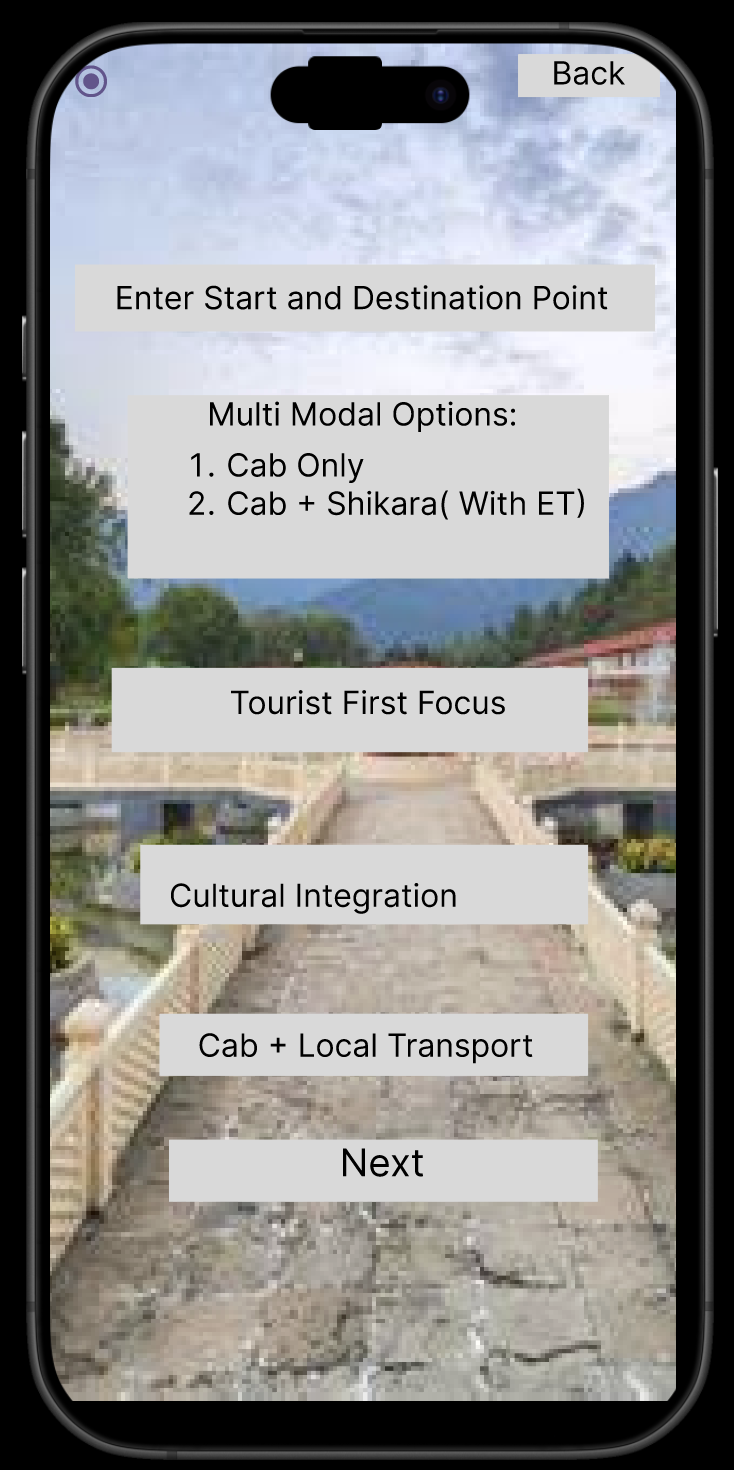 Back
Enter Start and Destination Point
Multi Modal Options:
1. Cab Only
2. Cab + Shikara( With ET)
Tourist First Focus
Cultural Integration
Cab + Local Transport
Next